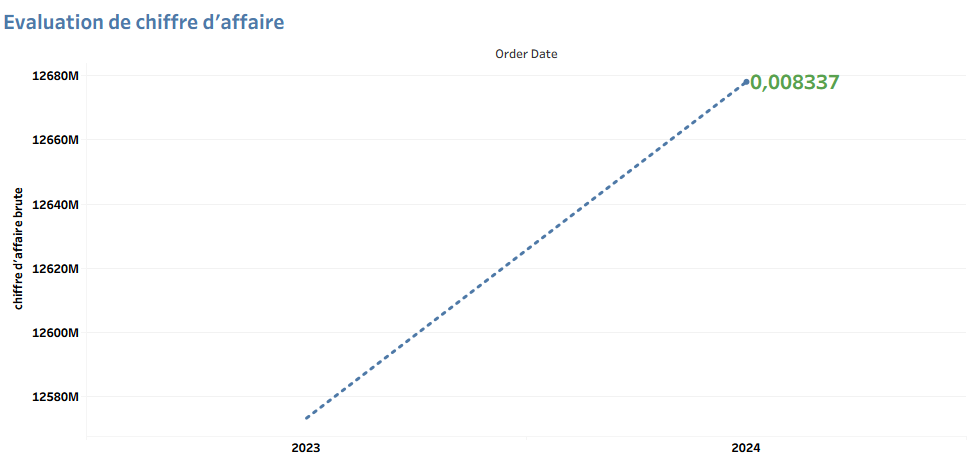 Evaluation de chiffre d’affaire
Order Date
12680M
0,008337
12660M
12640M
12620M
12600M
12580M
chiffre d’affaire brute
2023
2024